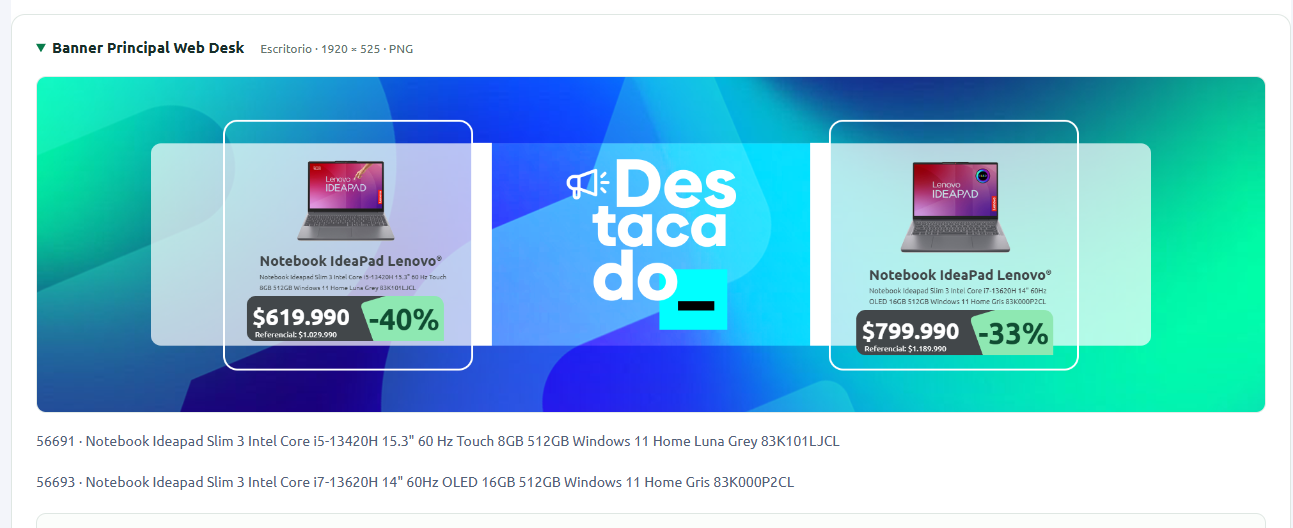 ▼ Banner Principal Web Desk Escritorio · 1920 × 525 · PNG
Lenovo
IDEAPAD
Lenovo
Notebook IdeaPad Lenovo®
Notebook Ideapad Slim 3 Intel Core i5-13420H 15.3" 60 Hz Touch
8GB 512GB Windows 11 Home Luna Grey 83K101LJCL
$619.990 -40%
Referencial: $1.029.990
Des
taca
do
Lenovo
IDEAPAD
Lenovo
Notebook IdeaPad Lenovo®
Notebook Ideapad Slim 3 Intel Core i7-13620H 14" 60Hz
OLED 16GB 512GB Windows 11 Home Gris 83K000P2CL
$799.990 -33%
Referencial: $1.189.990
56691 · Notebook Ideapad Slim 3 Intel Core i5-13420H 15.3" 60 Hz Touch 8GB 512GB Windows 11 Home Luna Grey 83K101LJCL
56693 · Notebook Ideapad Slim 3 Intel Core i7-13620H 14" 60Hz OLED 16GB 512GB Windows 11 Home Gris 83K000P2CL